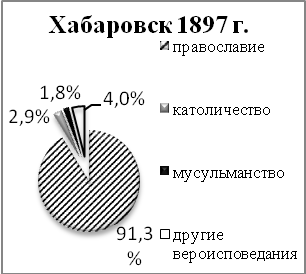 Хабаровск 1897 г.
1,8%
4,0%
2,9%
91,3
%
православие
католичество
мусульманство
другие
вероисповедания